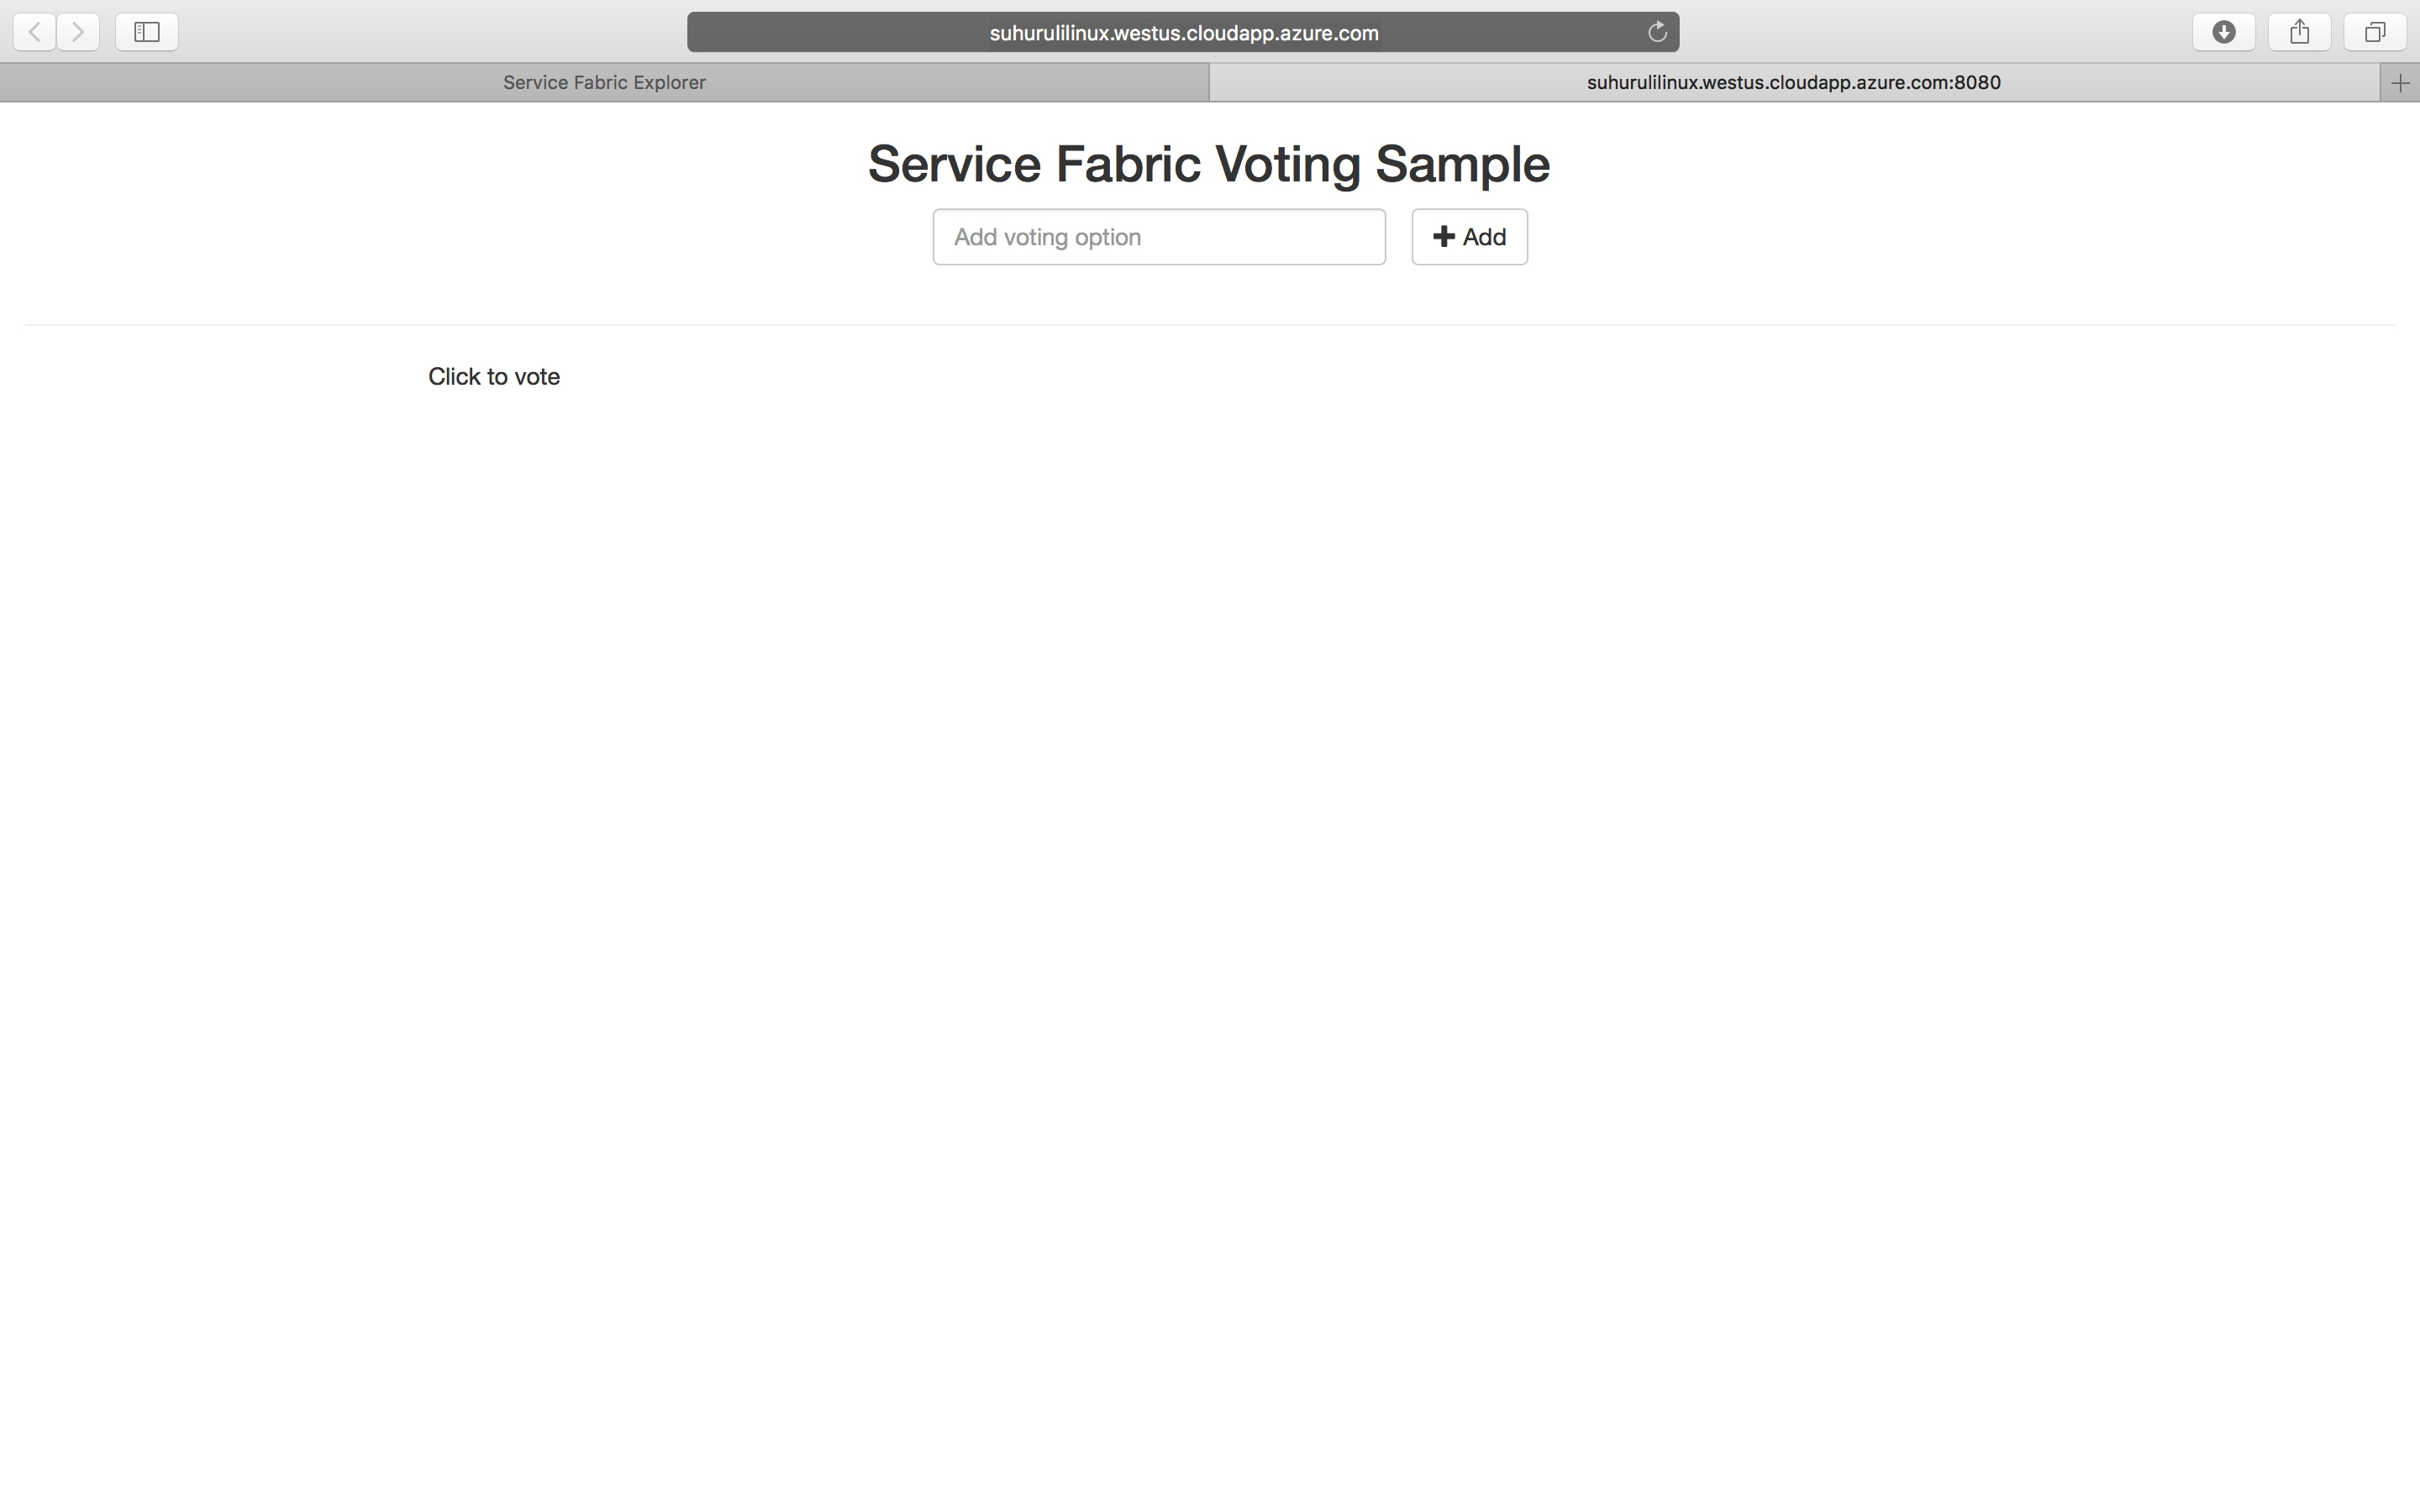 suhurulilinux.westus.cloudapp.azure.com
Service Fabric Explorer
suhurulilinux.westus.cloudapp.azure.com:8080
Service Fabric Voting Sample
Add voting option
Add
Click to vote